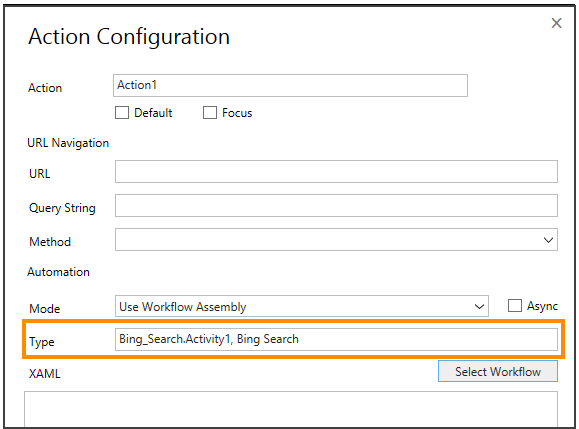 Action Configuration
Action Action1
Default Focus
URL Navigation
URL
Query String
Method
Automation
Mode Use Workflow Assembly Async
Type Bing_Search.Activity1, Bing Search
XAML Select Workflow